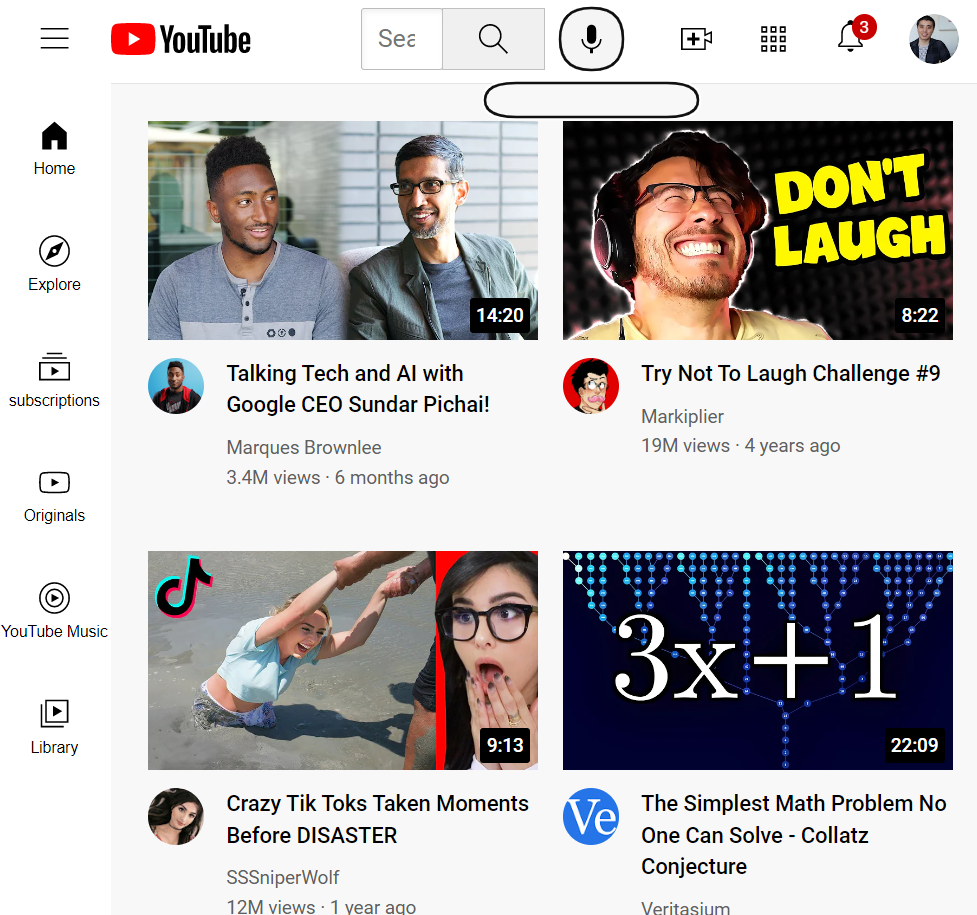 YouTube
Sea
3
Home
Explore
subscriptions
Originals
YouTube Music
Library
14:20
DON'T
LAUGH
8:22
Talking Tech and AI with
Google CEO Sundar Pichai!
Marques Brownlee
3.4M views · 6 months ago
Try Not To Laugh Challenge #9
Markiplier
19M views · 4 years ago
9:13
3x+1
22:09
Crazy Tik Toks Taken Moments
Before DISASTER
SSSniperWolf
12M views · 1 year ago
Ve
The Simplest Math Problem No
One Can Solve - Collatz
Conjecture
Veritasium